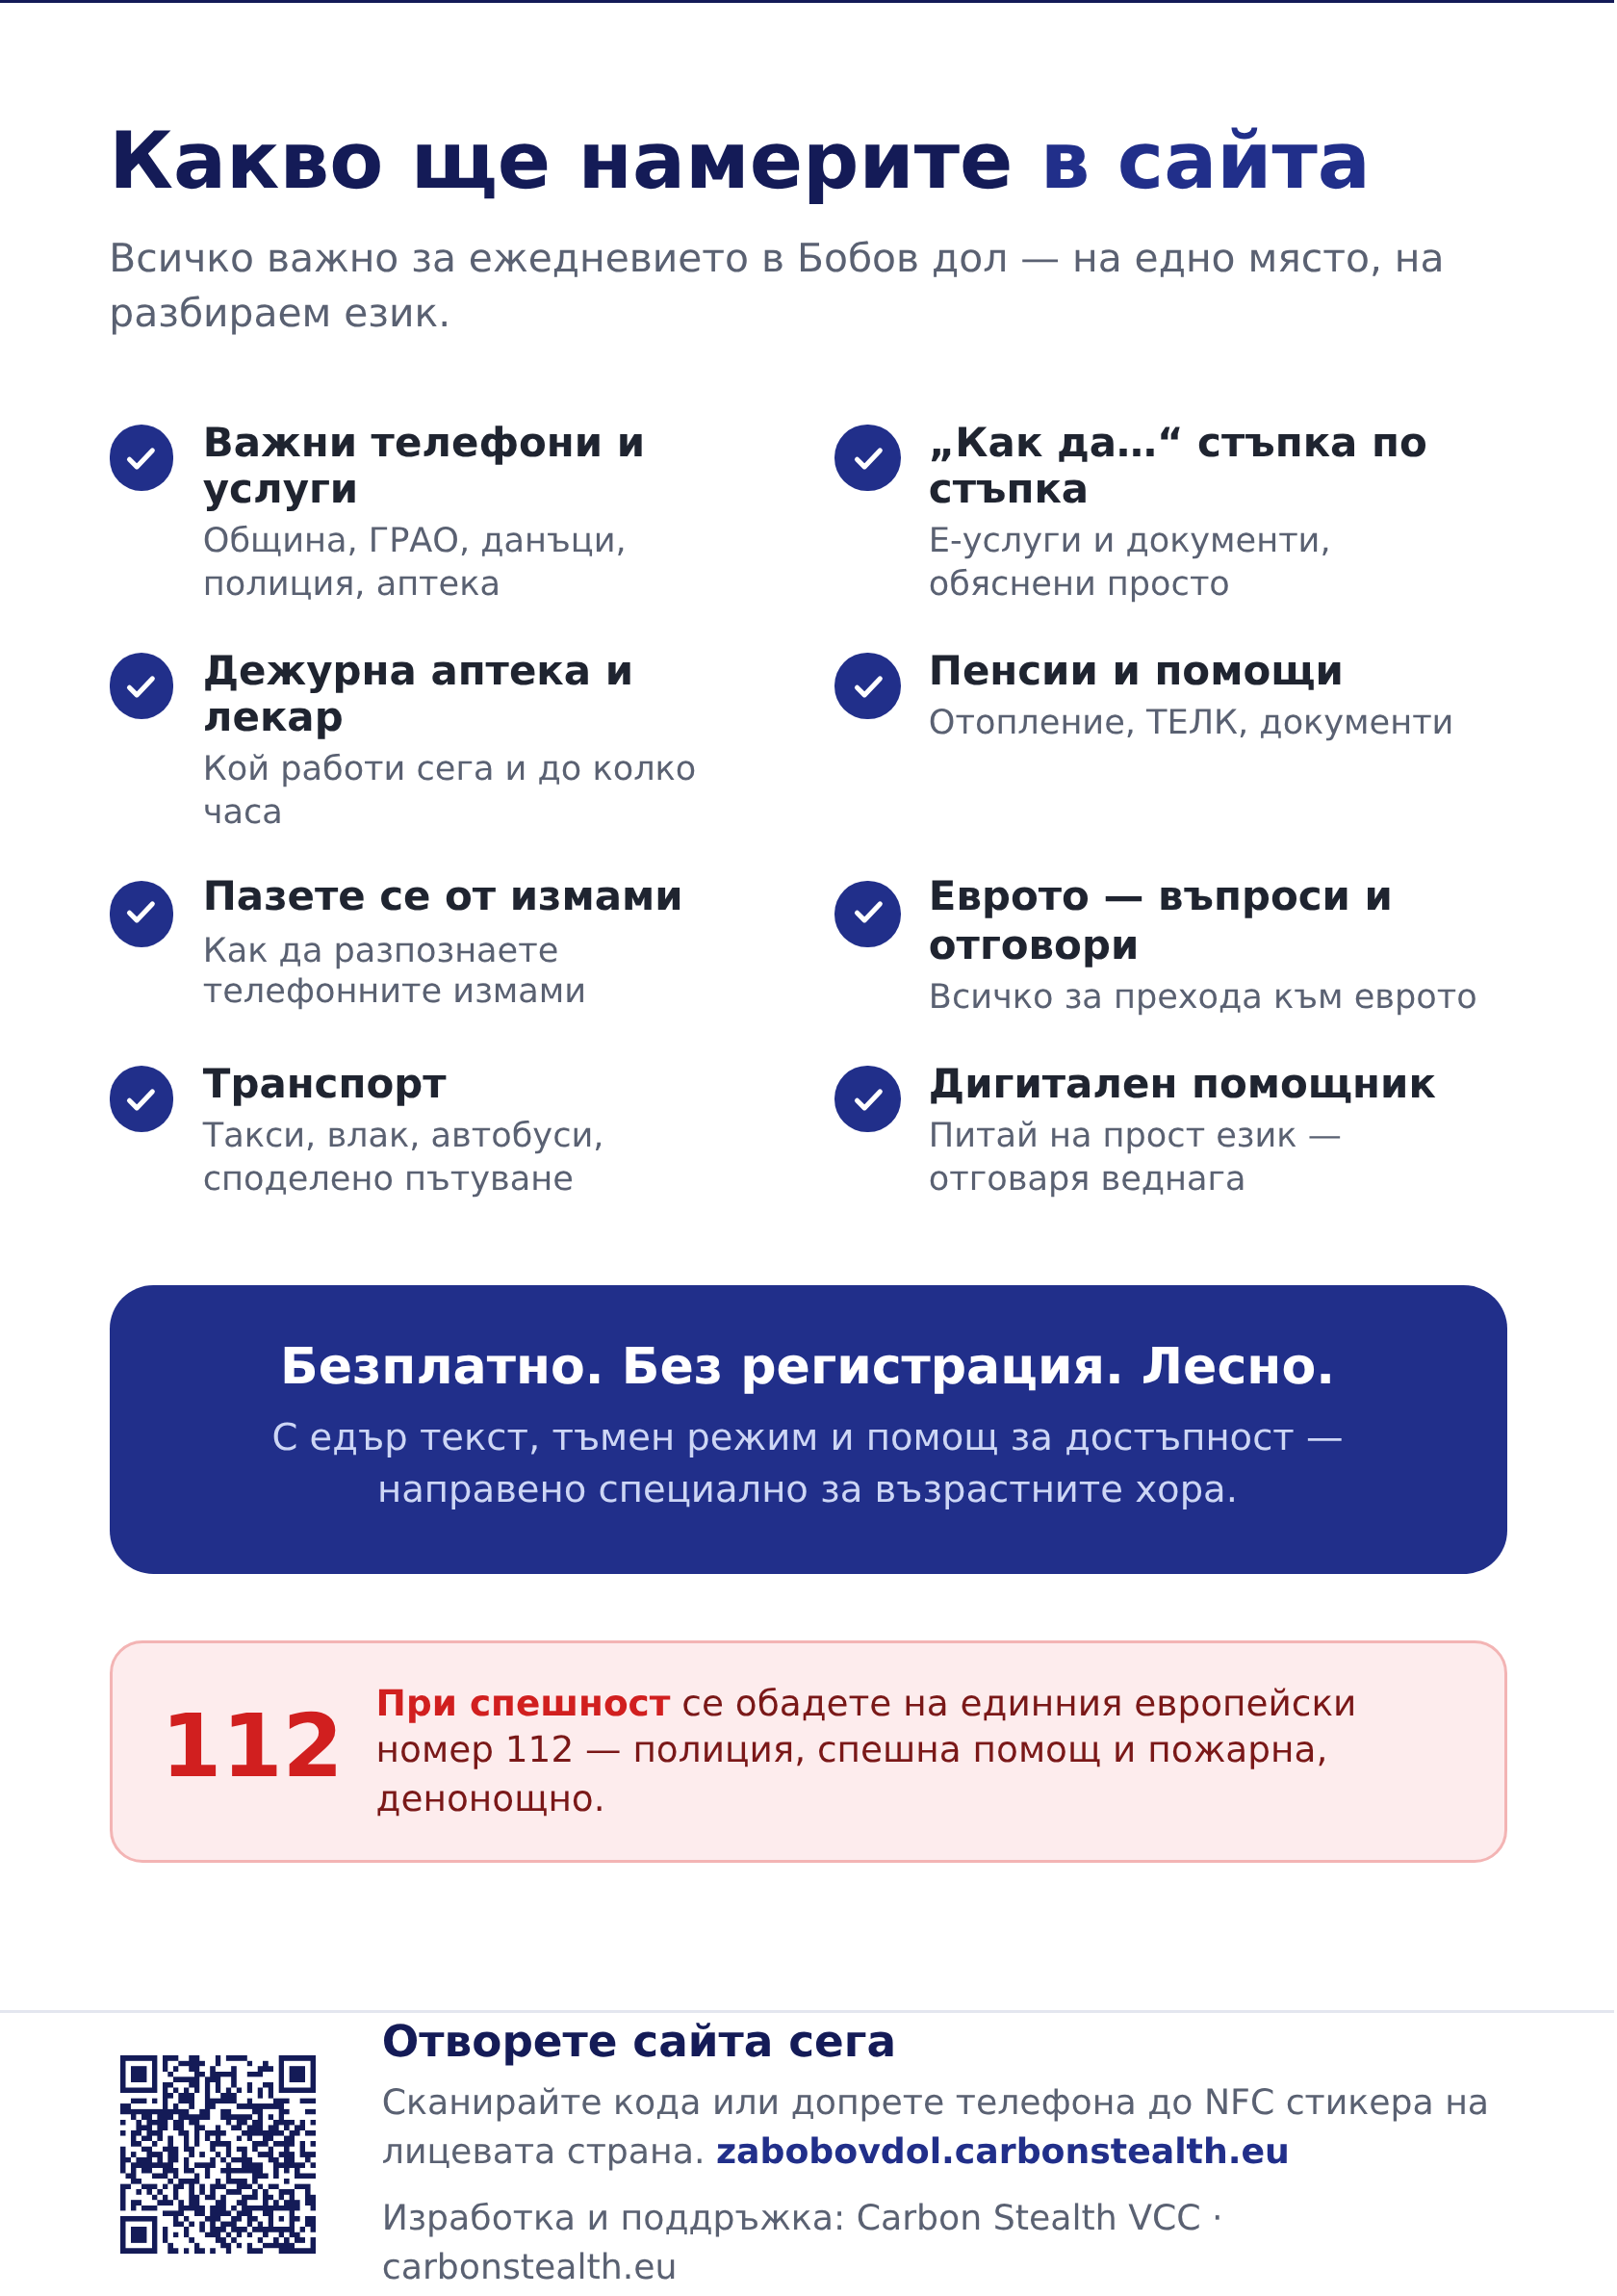 Какво ще намерите в сайта
Всичко важно за ежедневието в Бобов дол — на едно място, на
разбираем език.
Важни телефони и
услуги
Община, ГРАО, данъци,
полиция, аптека
„Как да…“ стъпка по
стъпка
Е-услуги и документи,
обяснени просто
Дежурна аптека и
лекар
Кой работи сега и до колко
часа
Пенсии и помощи
Отопление, ТЕЛК, документи
Пазете се от измами
Как да разпознаете
телефонните измами
Еврото — въпроси и
отговори
Всичко за прехода към еврото
Транспорт
Такси, влак, автобуси,
споделено пътуване
Дигитален помощник
Питай на прост език —
отговаря веднага
Безплатно. Без регистрация. Лесно.
С едър текст, тъмен режим и помощ за достъпност —
направено специално за възрастните хора.
112
При спешност се обадете на единния европейски
номер 112 — полиция, спешна помощ и пожарна,
денонощно.
Отворете сайта сега
Сканирайте кода или допрете телефона до NFC стикера на
лицевата страна. zabobovdol.carbonstealth.eu
Изработка и поддръжка: Carbon Stealth VCC ·
carbonstealth.eu